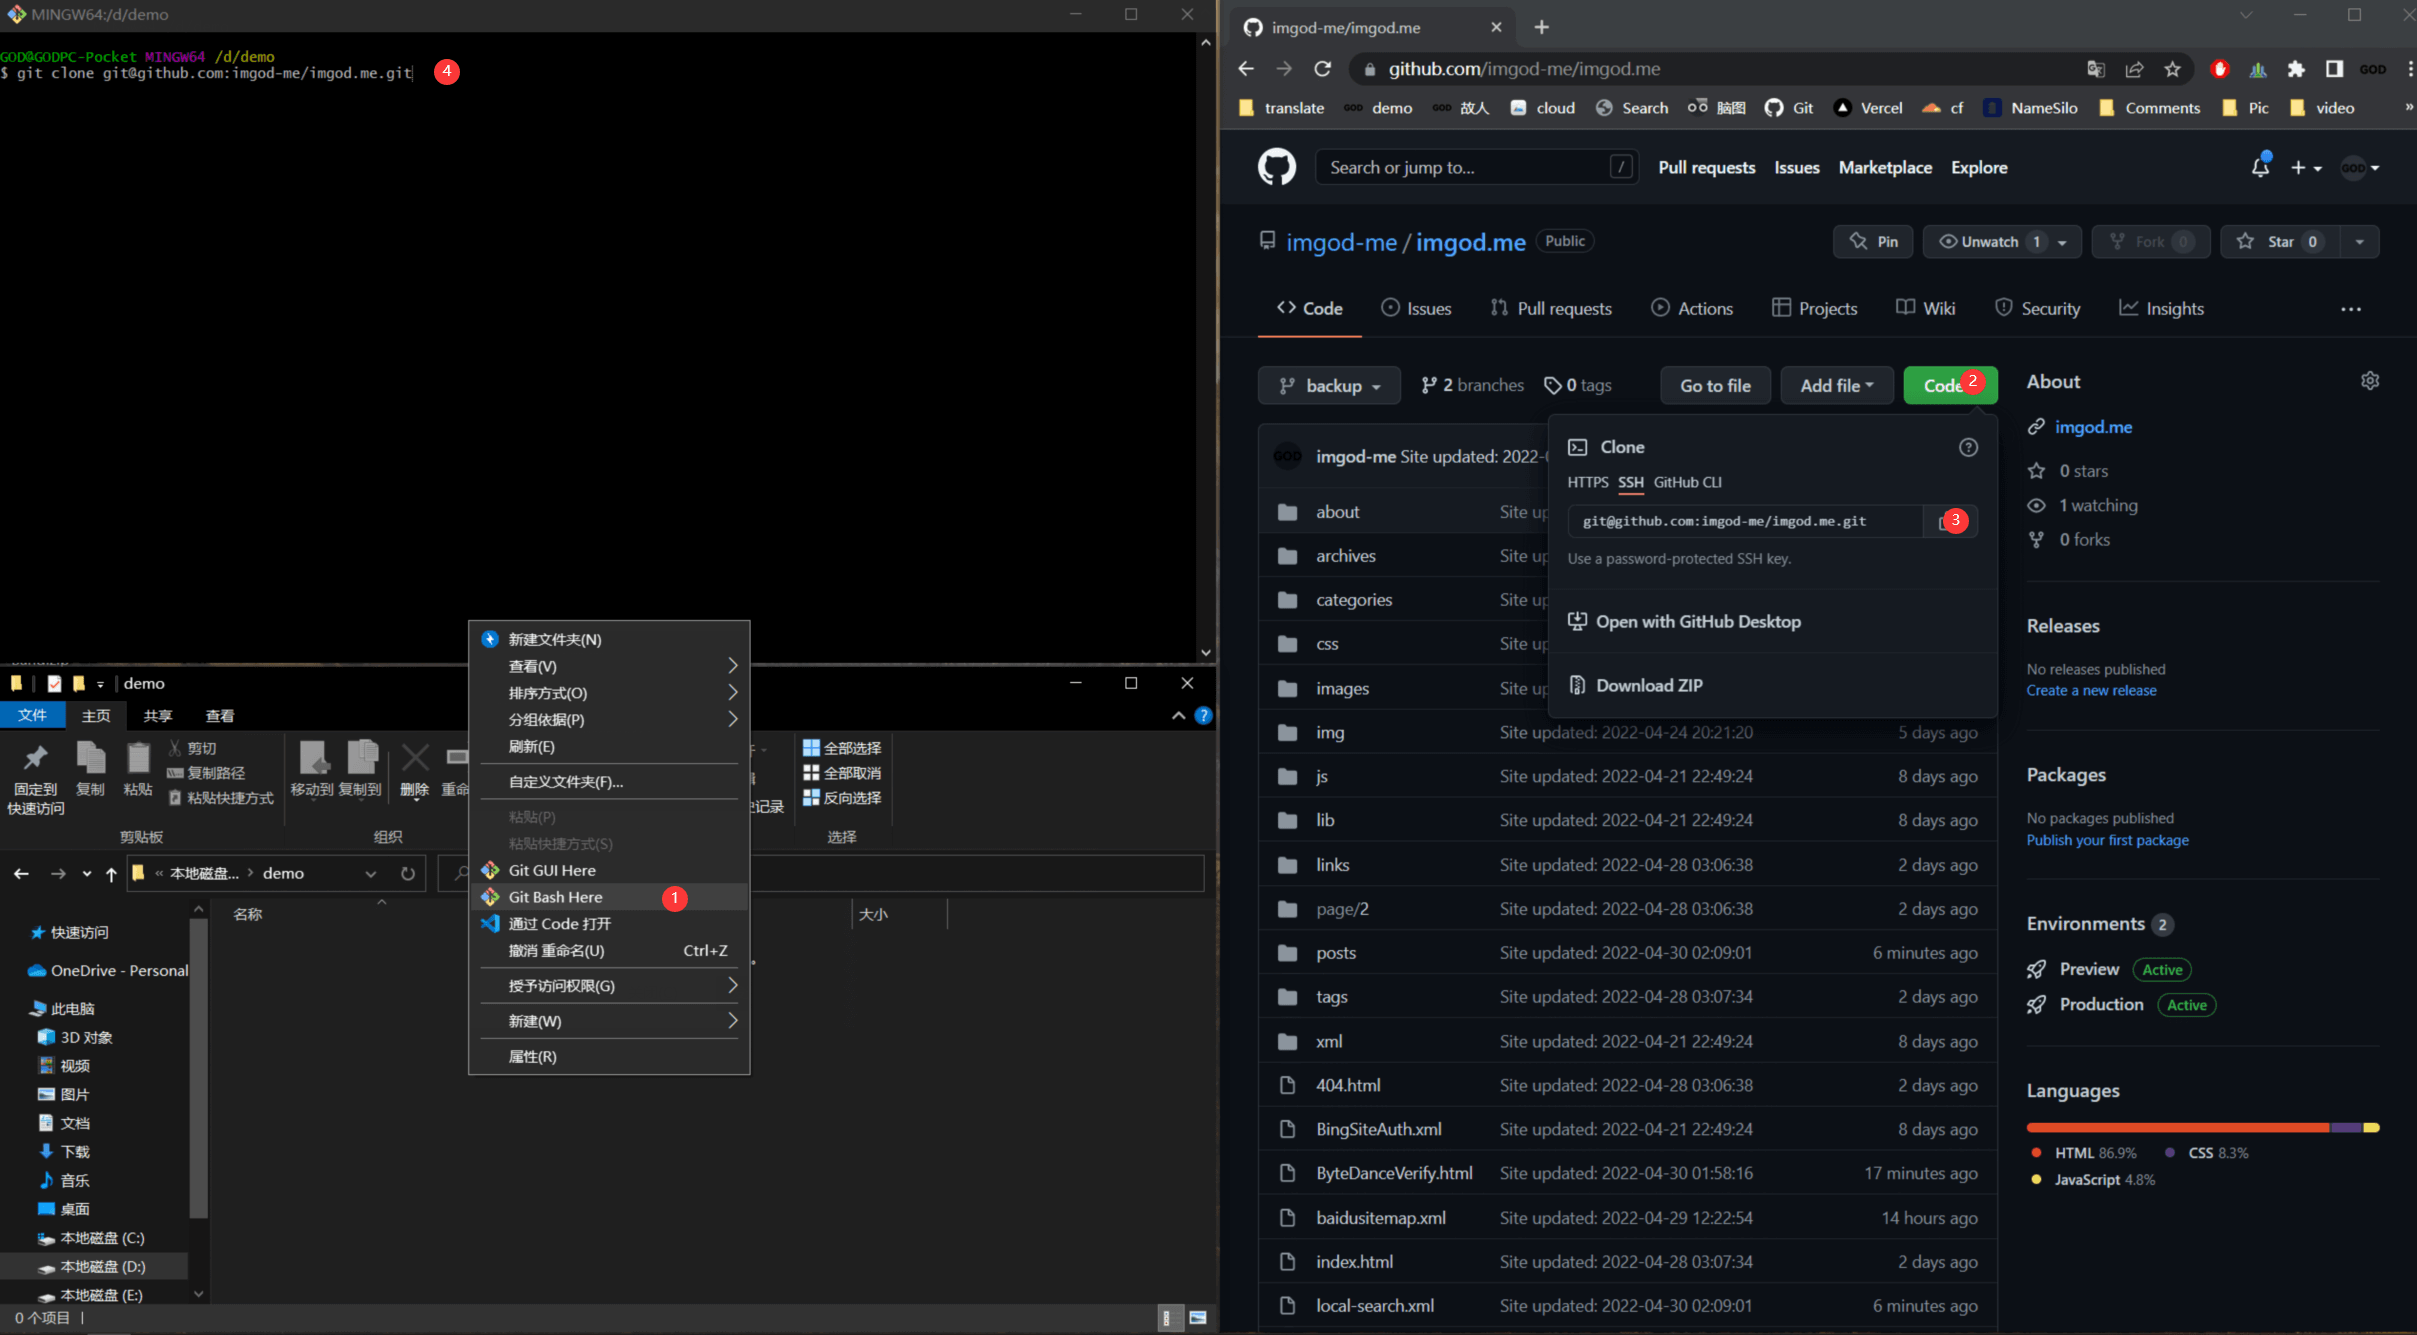 MINGW64:/d/demo
GOD@GODPC-Pocket MINGW64 /d/demo
$ git clone git@github.com:imgod-me/imgod.me.git
4
demo
文件 主页 共享 查看
固定到快速访问
复制
粘贴
剪切
复制路径
粘贴快捷方式
移动到 复制到
删除
全部选择
全部取消
反向选择
剪贴板
组织
选择
本地磁盘... > demo
名称
大小
快速访问
OneDrive - Personal
此电脑
3D 对象
视频
图片
文档
下载
音乐
桌面
本地磁盘 (C:)
本地磁盘 (D:)
本地磁盘 (E:)
0 个项目
新建文件夹(N)
查看(V)
排序方式(O)
分组依据(P)
刷新(E)
自定义文件夹(F)...
粘贴(P)
粘贴快捷方式(S)
Git GUI Here
Git Bash Here 1
通过 Code 打开
撤消 重命名(U) Ctrl+Z
授予访问权限(G)
新建(W)
属性(R)
imgod-me/imgod.me
github.com/imgod-me/imgod.me
GOD
translate GOD demo GOD 故人 cloud Search 脑图 Git Vercel cf NameSilo Comments Pic video »
Search or jump to... /
Pull requests Issues Marketplace Explore
GOD
imgod-me / imgod.me Public
Pin Unwatch 1 Fork 0 Star 0
Code Issues Pull requests Actions Projects Wiki Security Insights ...
backup 2 branches 0 tags Go to file Add file Code 2
Clone
HTTPS SSH GitHub CLI
git@github.com:imgod-me/imgod.me.git 3
Use a password-protected SSH key.
Open with GitHub Desktop
Download ZIP
GOD imgod-me Site updated: 2022-
about Site up
archives Site up
categories Site up
css Site up
images Site up
img Site updated: 2022-04-24 20:21:20 5 days ago
js Site updated: 2022-04-21 22:49:24 8 days ago
lib Site updated: 2022-04-21 22:49:24 8 days ago
links Site updated: 2022-04-28 03:06:38 2 days ago
page/2 Site updated: 2022-04-28 03:06:38 2 days ago
posts Site updated: 2022-04-30 02:09:01 6 minutes ago
tags Site updated: 2022-04-28 03:07:34 2 days ago
xml Site updated: 2022-04-21 22:49:24 8 days ago
404.html Site updated: 2022-04-28 03:06:38 2 days ago
BingSiteAuth.xml Site updated: 2022-04-21 22:49:24 8 days ago
ByteDanceVerify.html Site updated: 2022-04-30 01:58:16 17 minutes ago
baidusitemap.xml Site updated: 2022-04-29 12:22:54 14 hours ago
index.html Site updated: 2022-04-28 03:07:34 2 days ago
local-search.xml Site updated: 2022-04-30 02:09:01 6 minutes ago
About
imgod.me
0 stars
1 watching
0 forks
Releases
No releases published
Create a new release
Packages
No packages published
Publish your first package
Environments 2
Preview Active
Production Active
Languages
HTML 86.9% CSS 8.3%
JavaScript 4.8%